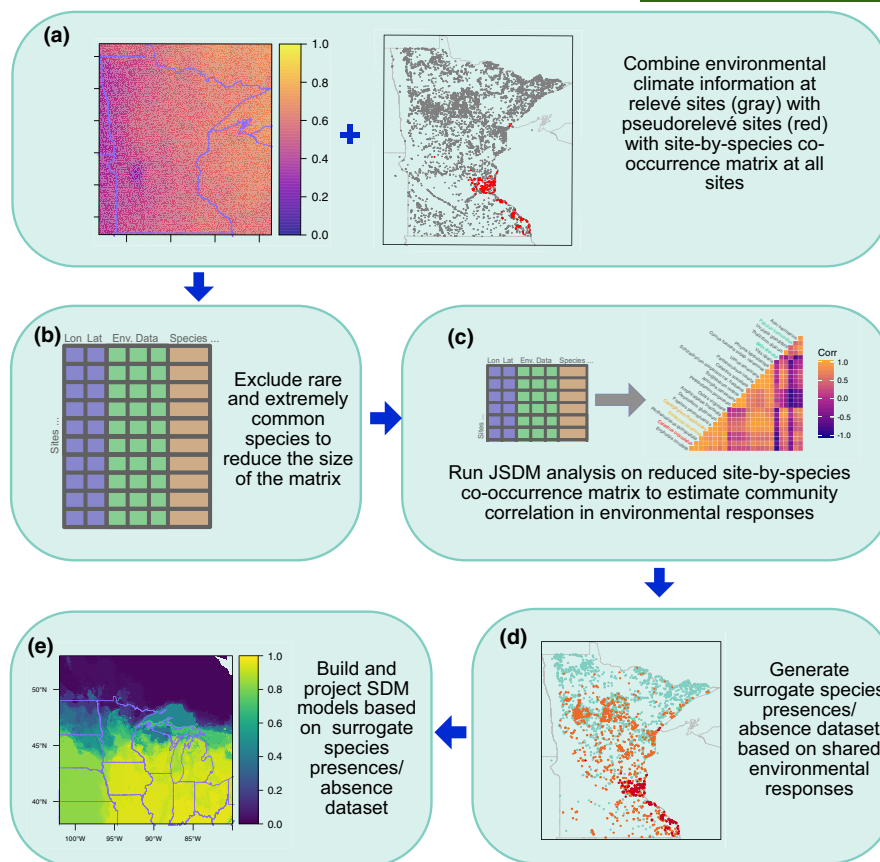 (a)
1.0
0.8
0.6
0.4
0.2
0.0
Combine environmental
climate information at
relevé sites (gray) with
pseudorelevé sites (red)
with site-by-species co-
occurrence matrix at all
sites
(b)
Lon Lat Env. Data Species ...
Sites ...
Exclude rare
and extremely
common
species to
reduce the size
of the matrix
(c)
Lon Lat Env. Data Species ...
Sites ...
Corr
1.0
0.5
0.0
-0.5
-1.0
Run JSDM analysis on reduced site-by-species
co-occurrence matrix to estimate community
correlation in environmental responses
(d)
Generate
surrogate species
presences/
absence dataset
based on shared
environmental
responses
(e)
50°N
45°N
40°N
100°W 95°W 90°W 85°W
1.0
0.8
0.6
0.4
0.2
0.0
Build and
project SDM
models based
on surrogate
species
presences/
absence dataset